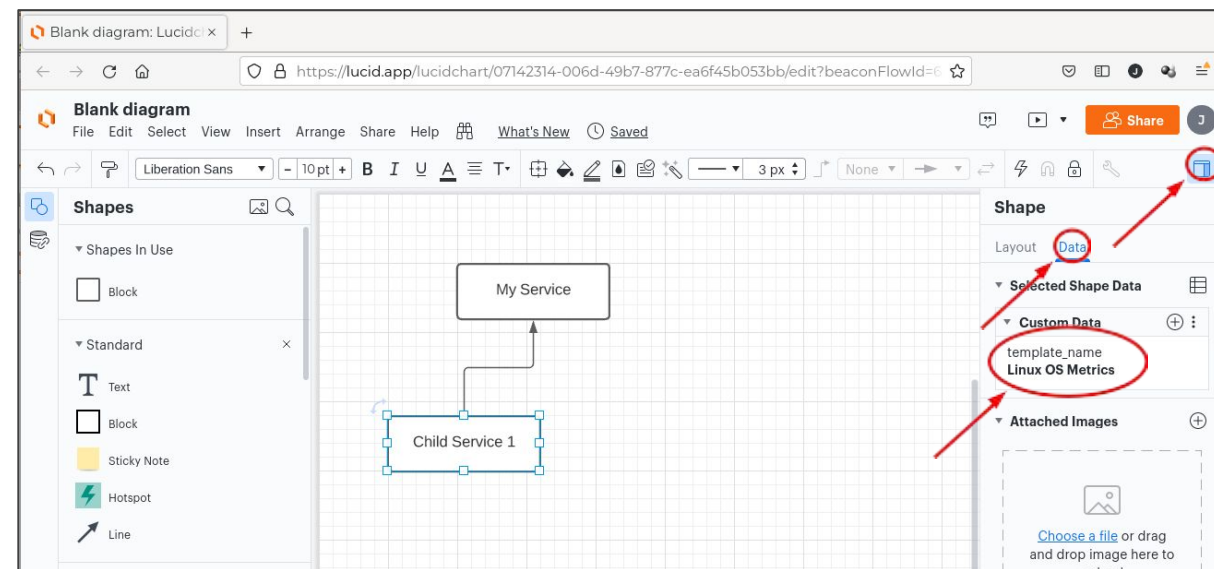 Blank diagram: Lucidc
https://lucid.app/lucidchart/07142314-006d-49b7-877c-ea6f45b053bb/edit?beaconFlowId=6
J
Blank diagram
File Edit Select View Insert Arrange Share Help What's New Saved
Share
J
Liberation Sans - 10 pt + B I U A T 3 px None
Shapes
Shape
Layout Data
Shapes In Use
Block
Selected Shape Data
Custom Data
template_name
Linux OS Metrics
Standard
Text
Block
Sticky Note
Hotspot
Line
My Service
Child Service 1
Attached Images
Choose a file or drag
and drop image here to